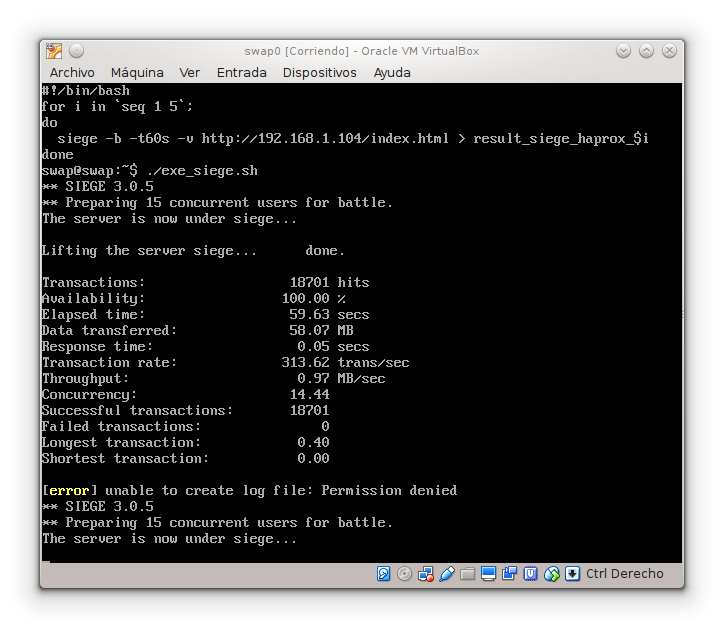 swap0 [Corriendo] - Oracle VM VirtualBox
Archivo Máquina Ver Entrada Dispositivos Ayuda
#!/bin/bash
for i in `seq 1 5`;
do
  siege -b -t60s -v http://192.168.1.104/index.html > result_siege_haprox_$i
done
swap@swap:~$ ./exe_siege.sh
** SIEGE 3.0.5
** Preparing 15 concurrent users for battle.
The server is now under siege...

Lifting the server siege...      done.

Transactions:                  18701 hits
Availability:                 100.00 %
Elapsed time:                  59.63 secs
Data transferred:              58.07 MB
Response time:                  0.05 secs
Transaction rate:             313.62 trans/sec
Throughput:                     0.97 MB/sec
Concurrency:                   14.44
Successful transactions:       18701
Failed transactions:               0
Longest transaction:            0.40
Shortest transaction:           0.00

[error] unable to create log file: Permission denied
** SIEGE 3.0.5
** Preparing 15 concurrent users for battle.
The server is now under siege...
Ctrl Derecho